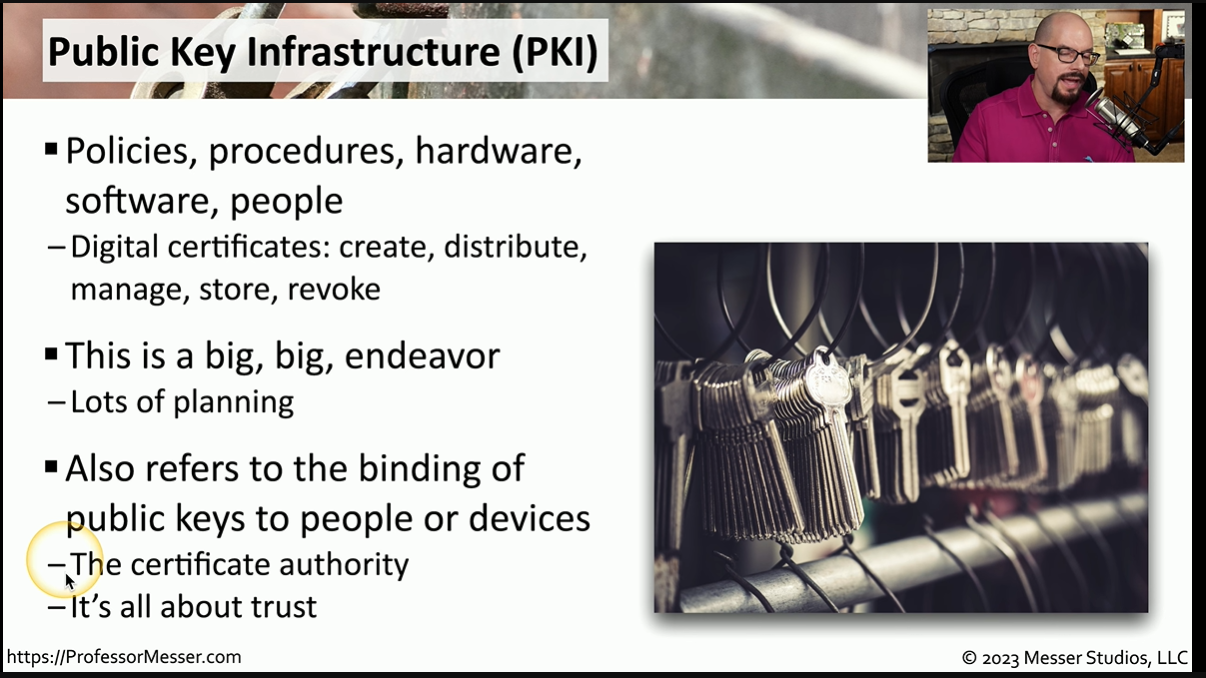 Public Key Infrastructure (PKI)
▪ Policies, procedures, hardware,
software, people
– Digital certificates: create, distribute,
manage, store, revoke
▪ This is a big, big, endeavor
– Lots of planning
▪ Also refers to the binding of
public keys to people or devices
– The certificate authority
– It’s all about trust
https://ProfessorMesser.com
© 2023 Messer Studios, LLC